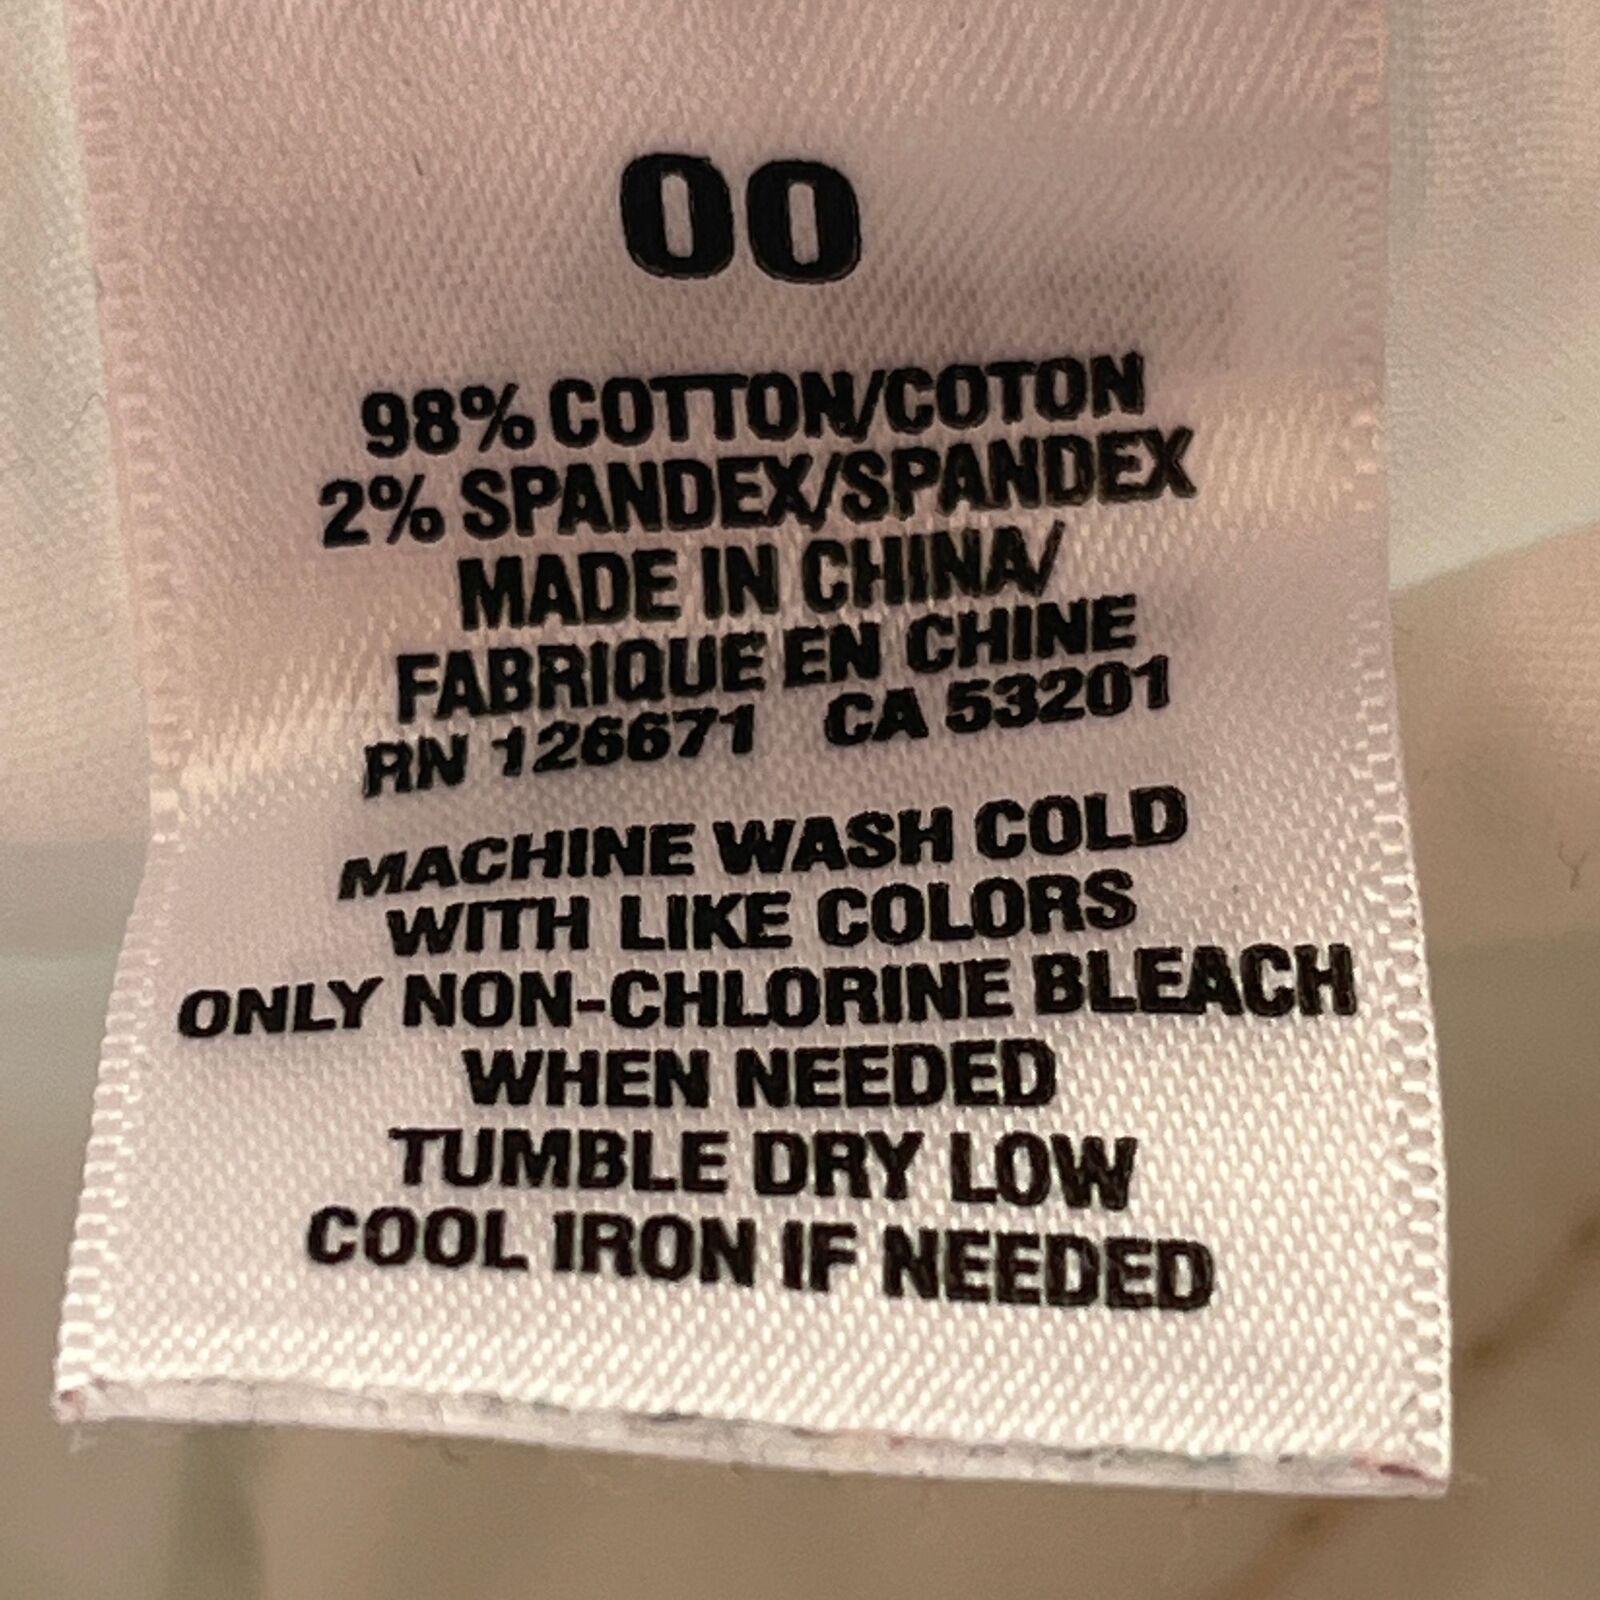 00
98% COTTON/COTON
2% SPANDEX/SPANDEX
MADE IN CHINA/
FABRIQUE EN CHINE
RN 126671 CA 53201
MACHINE WASH COLD
WITH LIKE COLORS
ONLY NON-CHLORINE BLEACH
WHEN NEEDED
TUMBLE DRY LOW
COOL IRON IF NEEDED